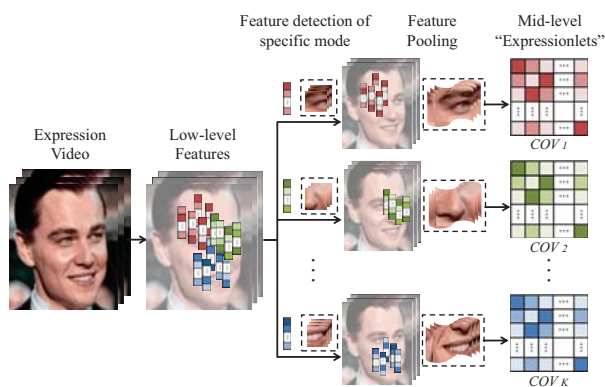 Feature detection of
specific mode
Feature
Pooling
Mid-level
“Expressionlets”
Expression
Video
Low-level
Features
COV 1
COV 2
COV K